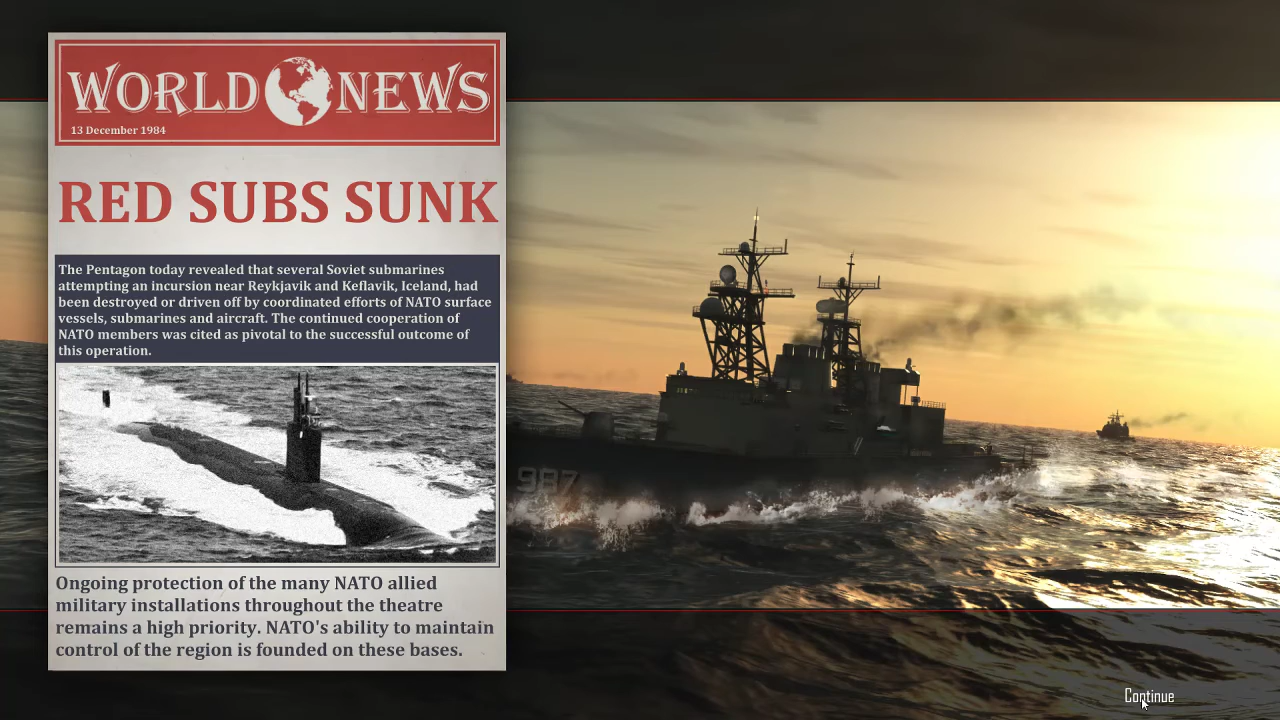 WORLD NEWS
13 December 1984
RED SUBS SUNK
The Pentagon today revealed that several Soviet submarines
attempting an incursion near Reykjavik and Keflavik, Iceland, had
been destroyed or driven off by coordinated efforts of NATO surface
vessels, submarines and aircraft. The continued cooperation of
NATO members was cited as pivotal to the successful outcome of
this operation.
987
Ongoing protection of the many NATO allied
military installations throughout the theatre
remains a high priority. NATO's ability to maintain
control of the region is founded on these bases.
Continue